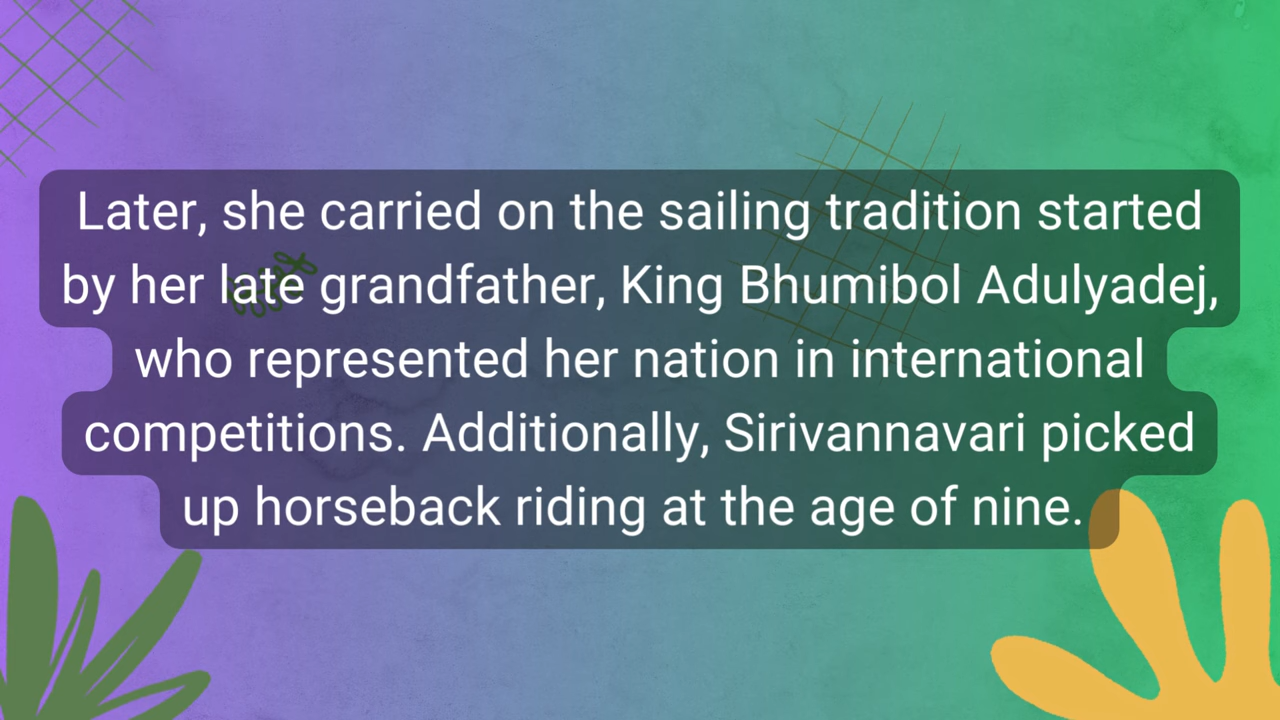 Later, she carried on the sailing tradition started
by her late grandfather, King Bhumibol Adulyadej,
who represented her nation in international
competitions. Additionally, Sirivannavari picked
up horseback riding at the age of nine.